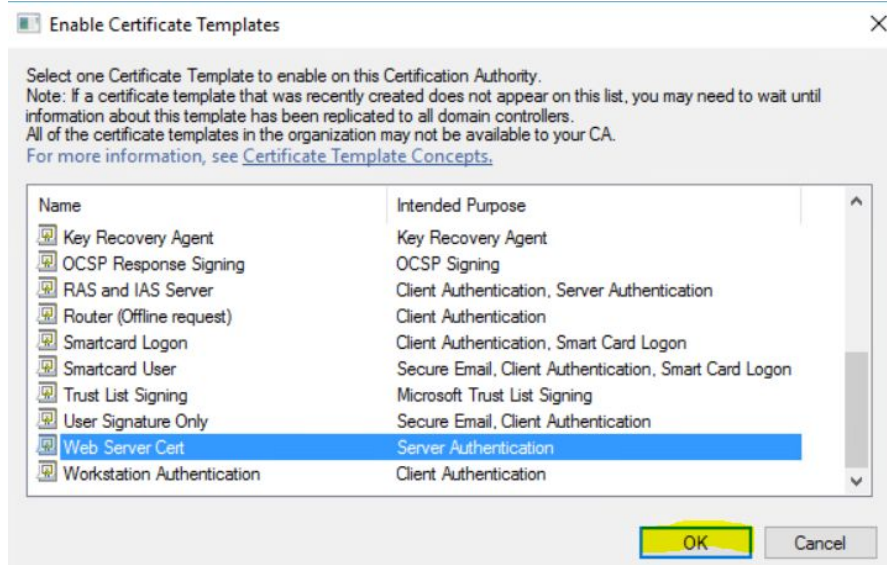 Enable Certificate Templates
Select one Certificate Template to enable on this Certification Authority.
Note: If a certificate template that was recently created does not appear on this list, you may need to wait until
information about this template has been replicated to all domain controllers.
All of the certificate templates in the organization may not be available to your CA.
For more information, see Certificate Template Concepts.
Name Intended Purpose
Key Recovery Agent Key Recovery Agent
OCSP Response Signing OCSP Signing
RAS and IAS Server Client Authentication, Server Authentication
Router (Offline request) Client Authentication
Smartcard Logon Client Authentication, Smart Card Logon
Smartcard User Secure Email, Client Authentication, Smart Card Logon
Trust List Signing Microsoft Trust List Signing
User Signature Only Secure Email, Client Authentication
Web Server Cert Server Authentication
Workstation Authentication Client Authentication
OK Cancel